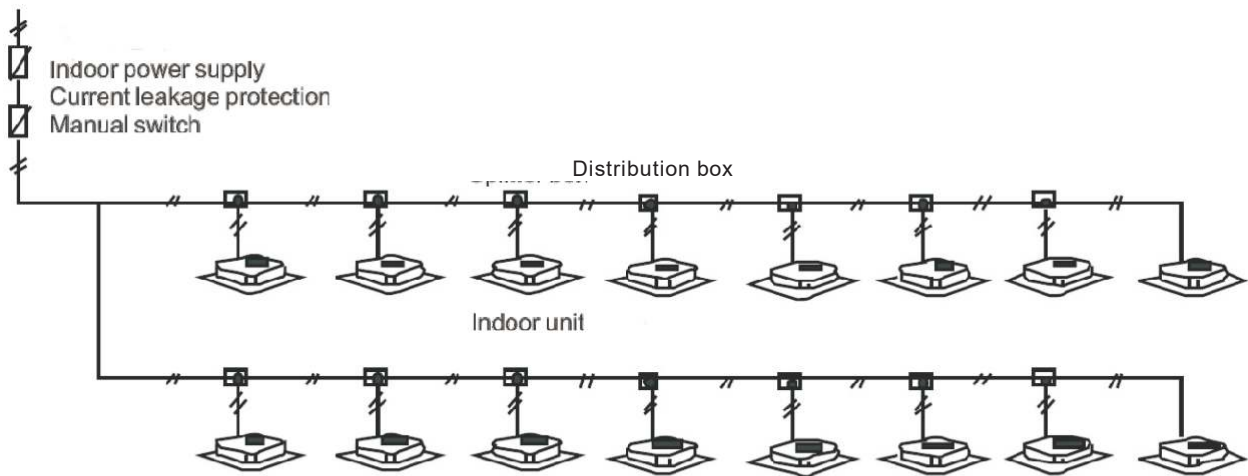 Indoor power supply
Current leakage protection
Manual switch
Distribution box
Indoor unit